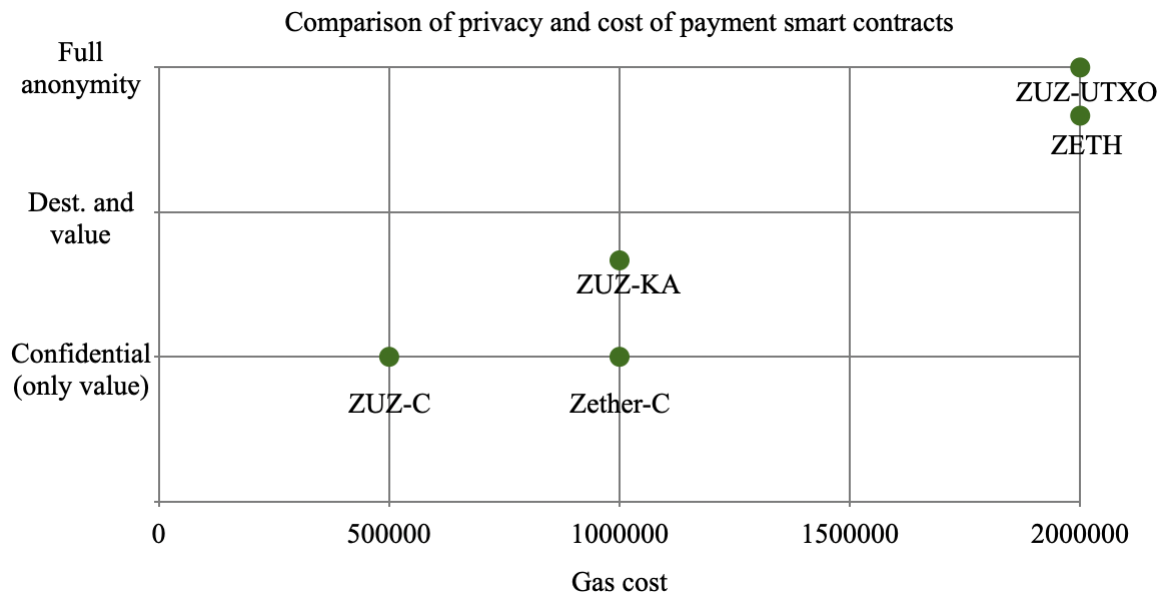 Comparison of privacy and cost of payment smart contracts
Full
anonymity
ZUZ-UTXO
ZETH
Dest. and
value
ZUZ-KA
Confidential
(only value)
ZUZ-C
Zether-C
0
500000
1000000
1500000
2000000
Gas cost